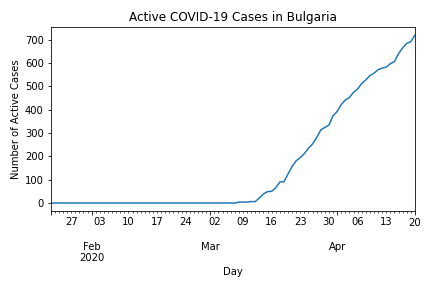 Active COVID-19 Cases in Bulgaria
Number of Active Cases
700
600
500
400
300
200
100
0
27 03 10 17 24 02 09 16 23 30 06 13 20
Feb Mar Apr
2020
Day